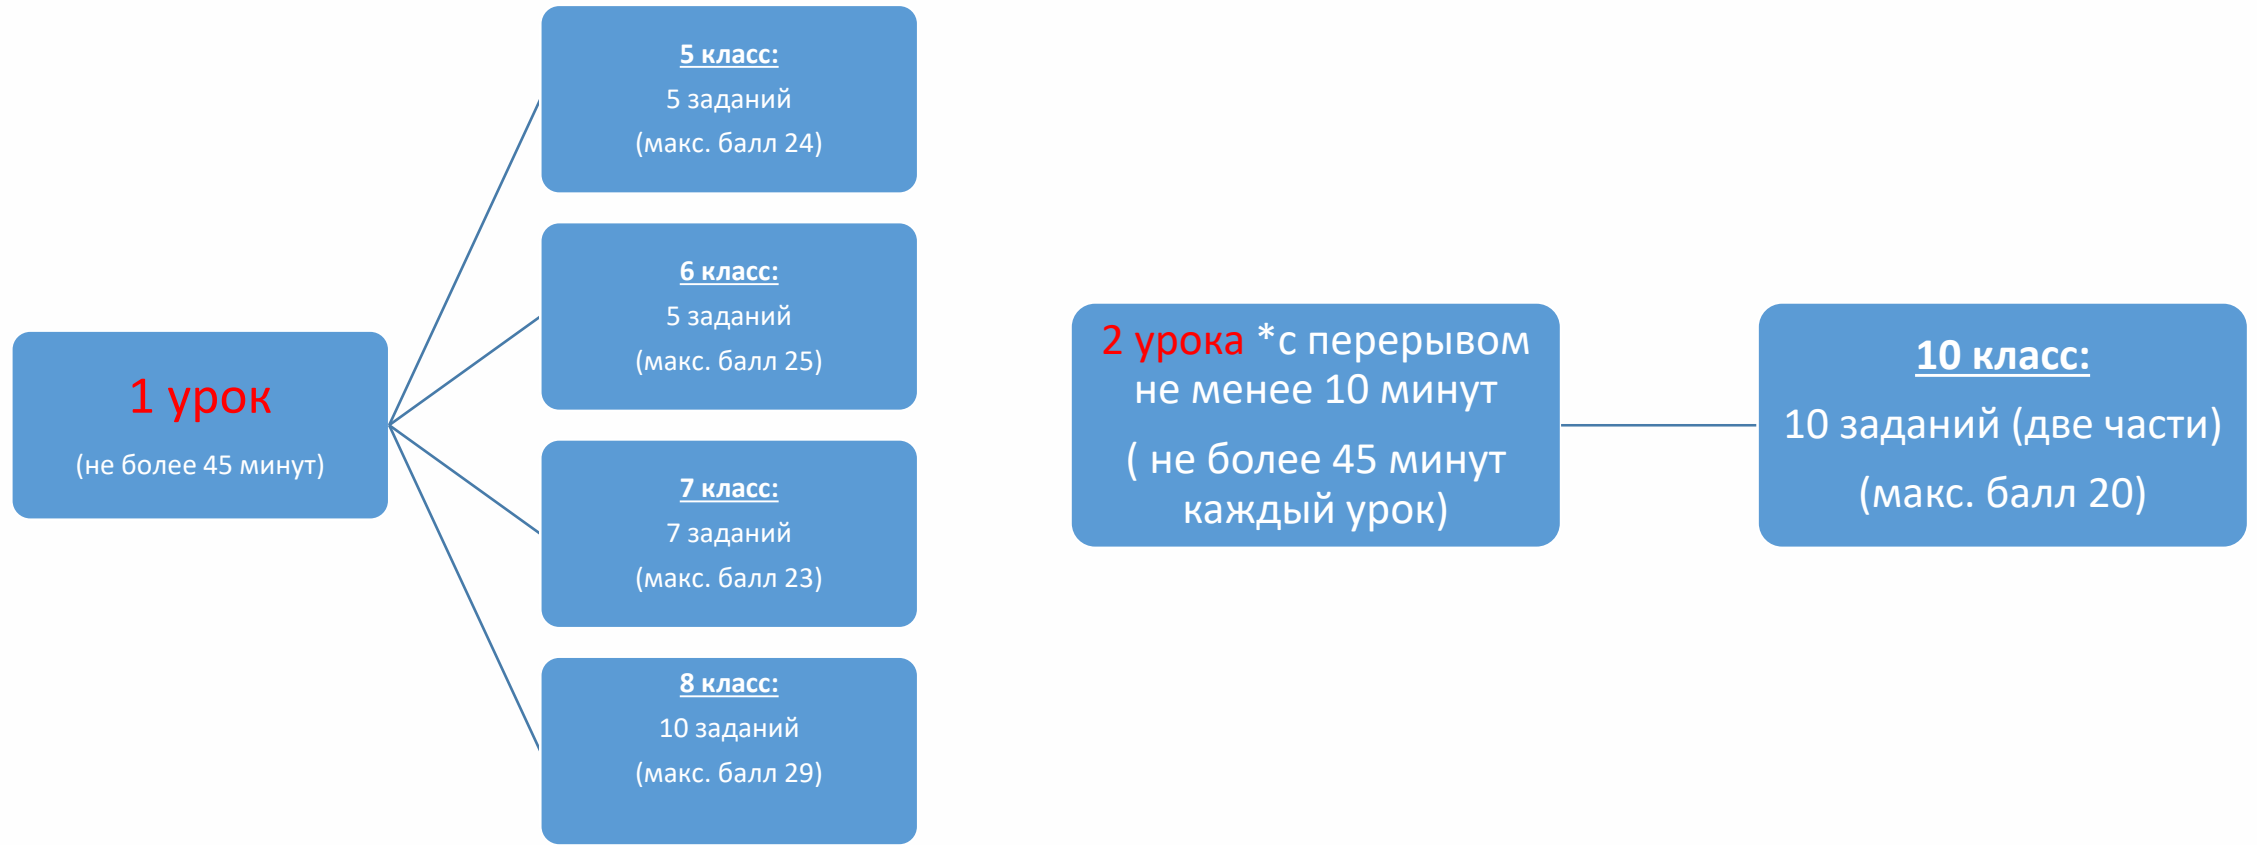 1 урок
(не более 45 минут)
5 класс:
5 заданий
(макс. балл 24)
6 класс:
5 заданий
(макс. балл 25)
7 класс:
7 заданий
(макс. балл 23)
8 класс:
10 заданий
(макс. балл 29)
2 урока *с перерывом
не менее 10 минут
( не более 45 минут
каждый урок)
10 класс:
10 заданий (две части)
(макс. балл 20)